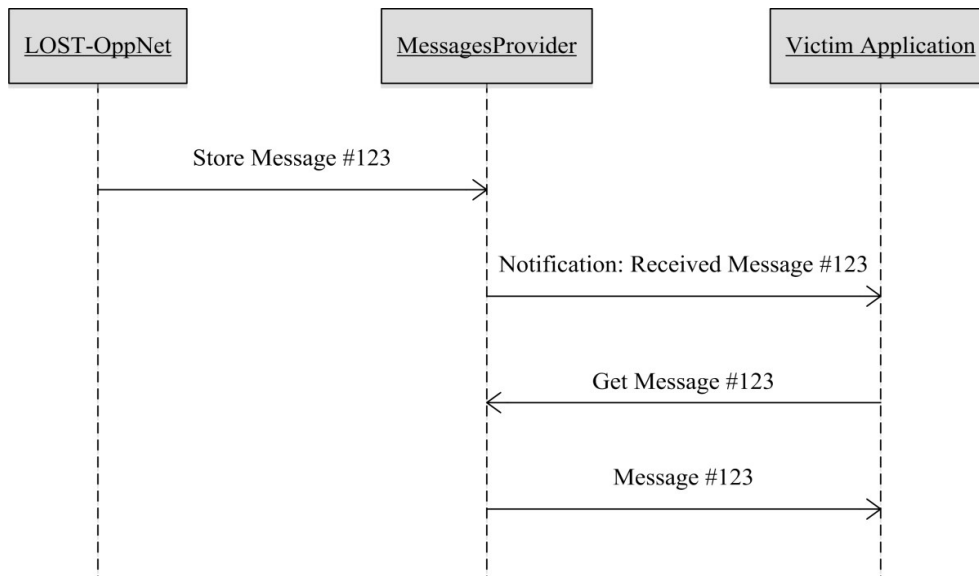 LOST-OppNet
MessagesProvider
Victim Application
Store Message #123
Notification: Received Message #123
Get Message #123
Message #123